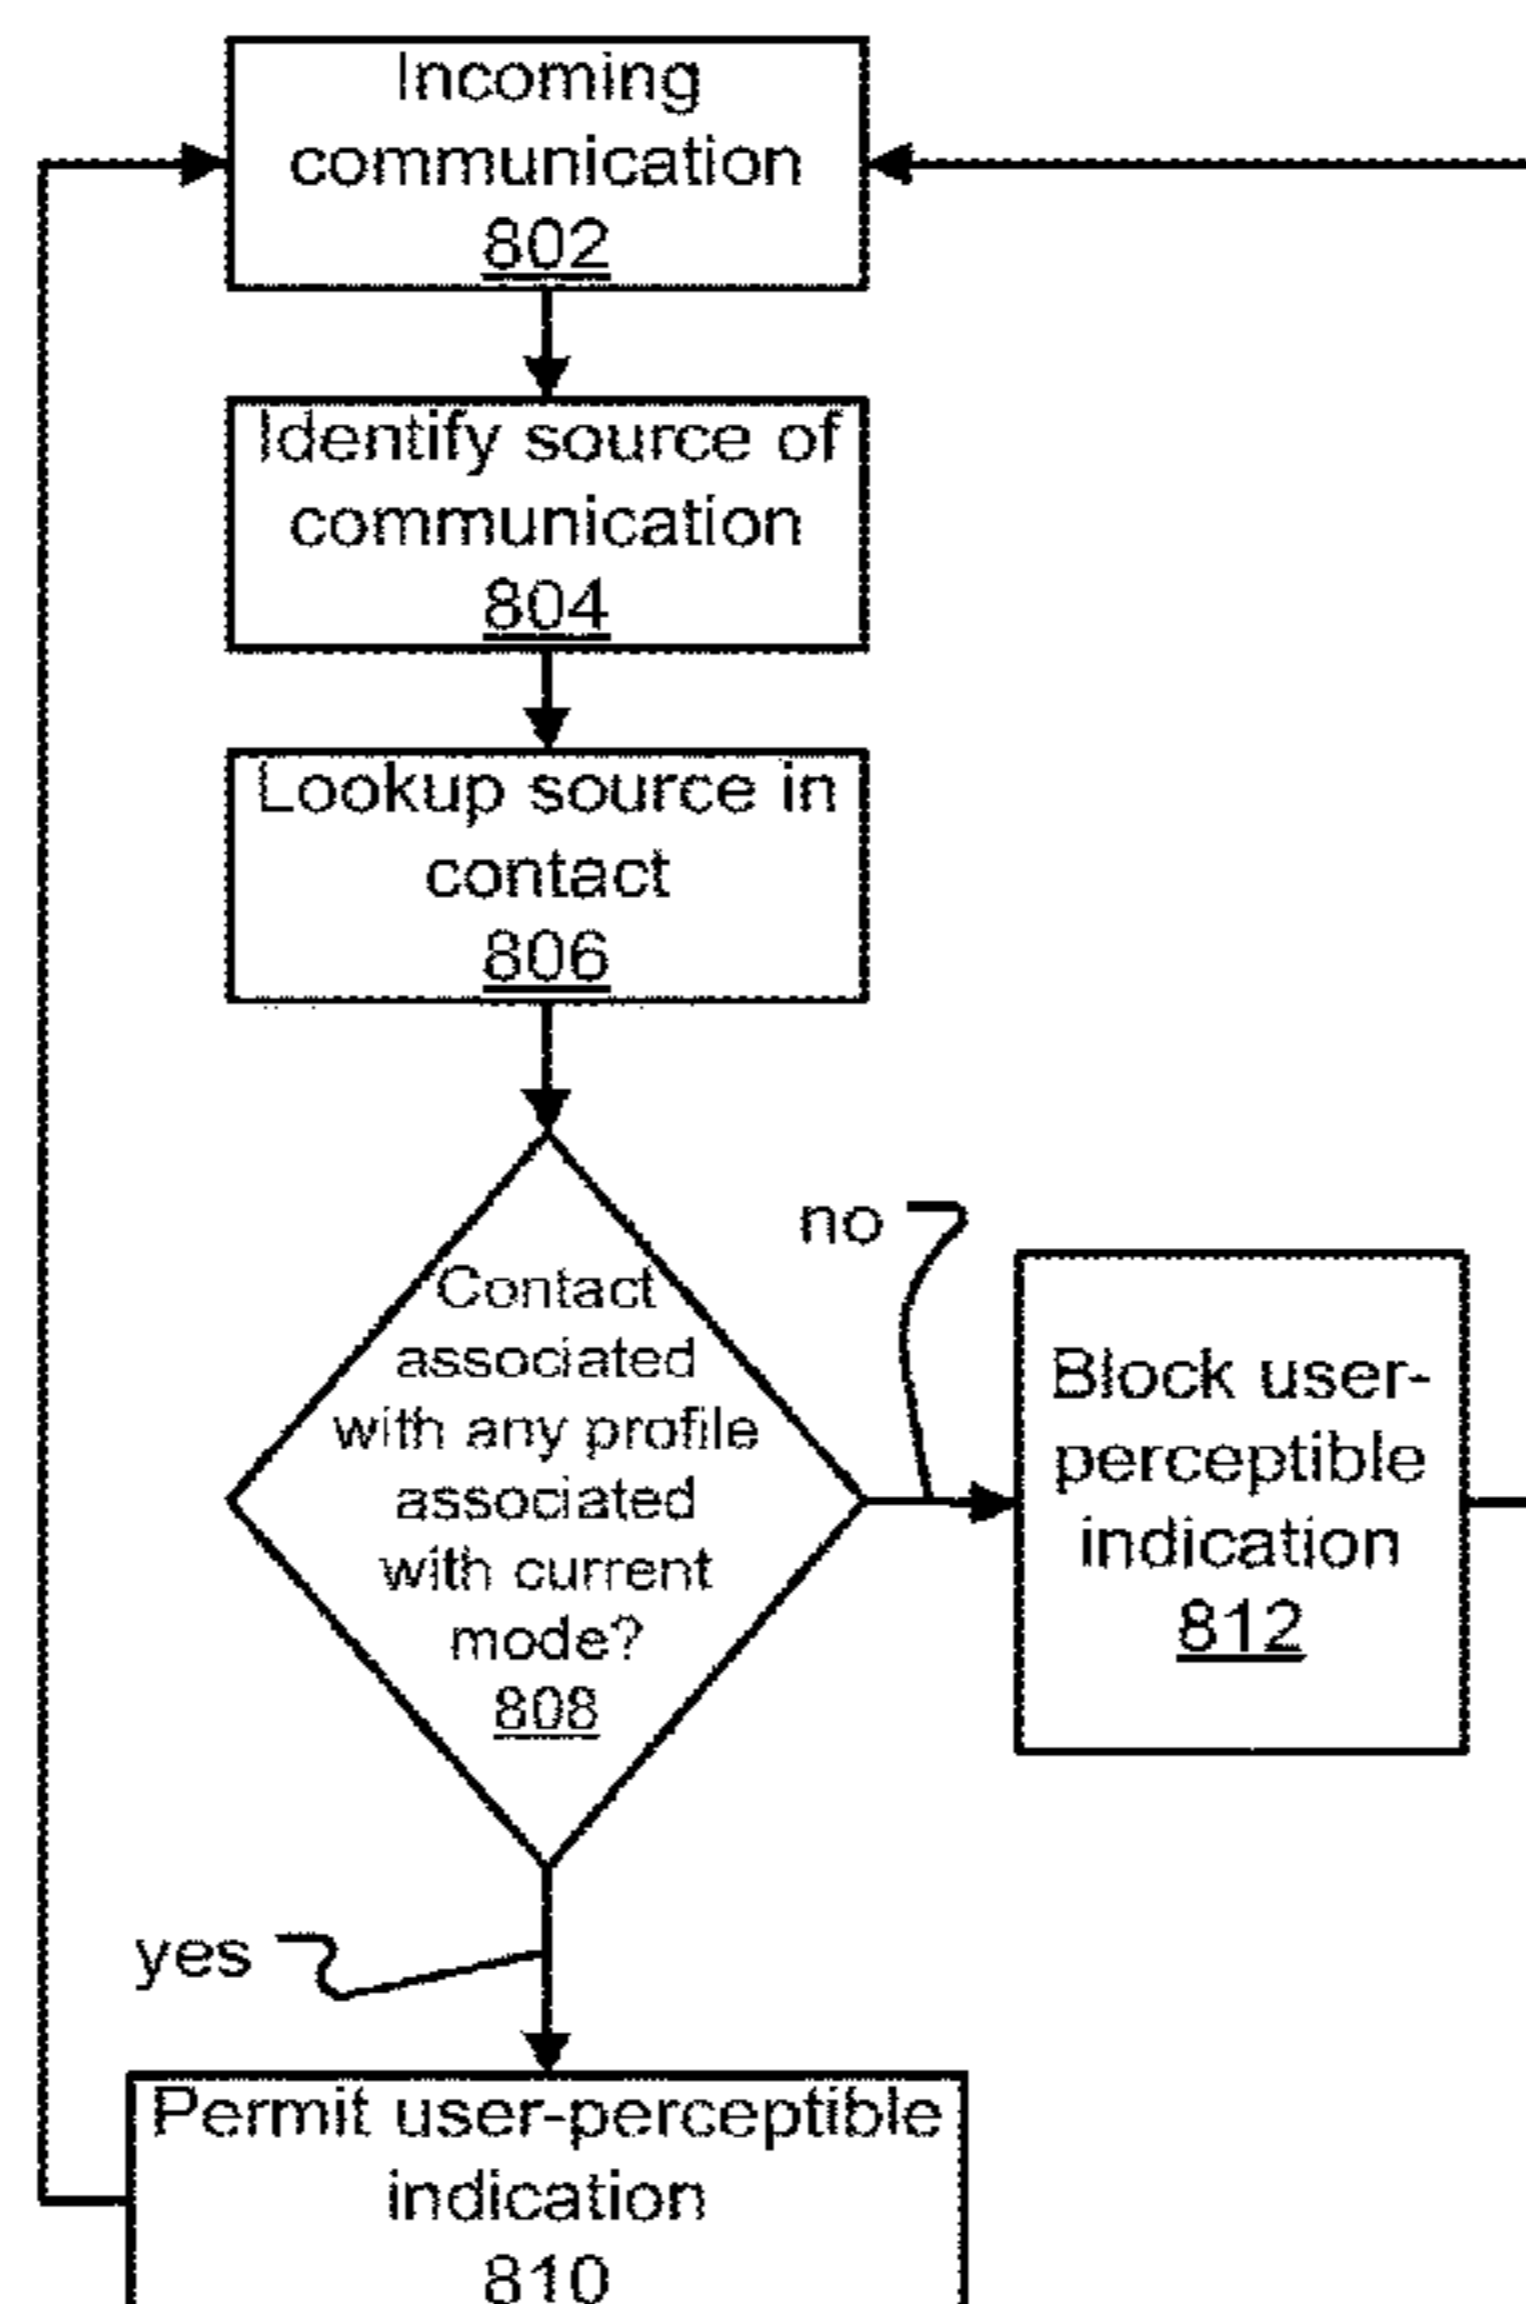 Incoming
communication
802
Identify source of
communication
804
Lookup source in
contact
806
Contact
associated
with any profile
associated
with current
mode?
808
no
Block user-
perceptible
indication
812
yes
Permit user-perceptible
indication
810